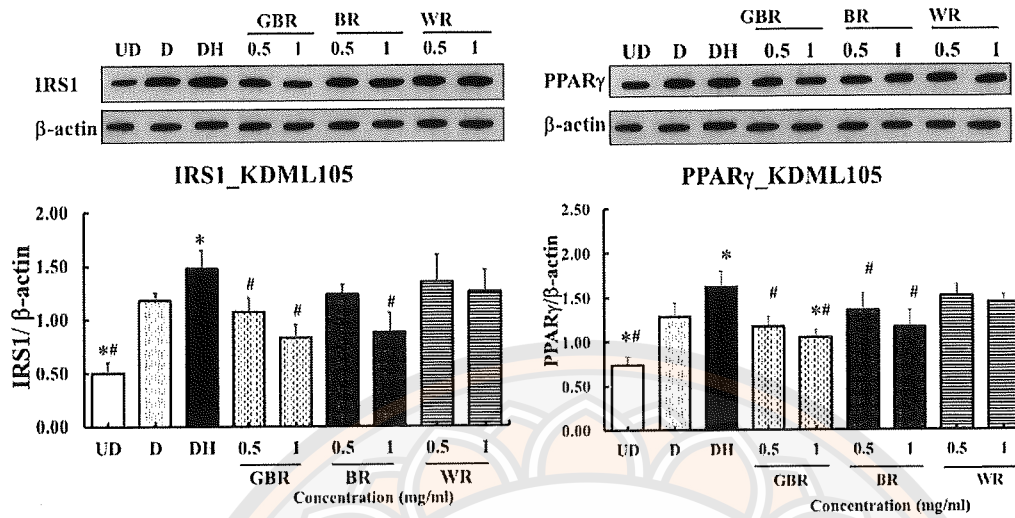 GBR BR WR
UD D DH 0.5 1 0.5 1 0.5 1
IRS1
β-actin
IRS1_KDML105
2.00
1.50
1.00
0.50
0.00
IRS1/ β-actin
*#
*
#
#
#
UD D DH 0.5 1 0.5 1 0.5 1
GBR BR WR
Concentration (mg/ml)
GBR BR WR
UD D DH 0.5 1 0.5 1 0.5 1
PPARγ
β-actin
PPARγ_KDML105
2.50
2.00
1.50
1.00
0.50
0.00
PPARγ/β-actin
*#
*
#
*#
#
#
UD D DH 0.5 1 0.5 1 0.5 1
GBR BR WR
Concentration (mg/ml)